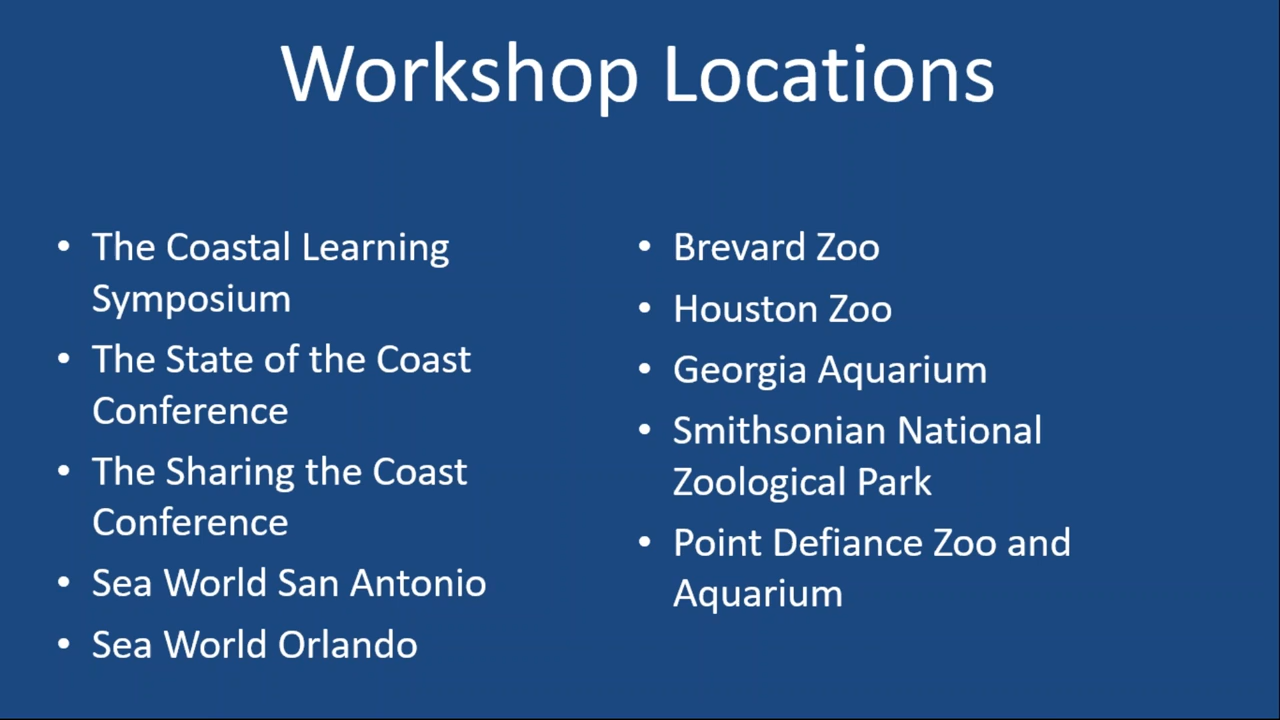 Workshop Locations
• The Coastal Learning
Symposium
• The State of the Coast
Conference
• The Sharing the Coast
Conference
• Sea World San Antonio
• Sea World Orlando
• Brevard Zoo
• Houston Zoo
• Georgia Aquarium
• Smithsonian National
Zoological Park
• Point Defiance Zoo and
Aquarium